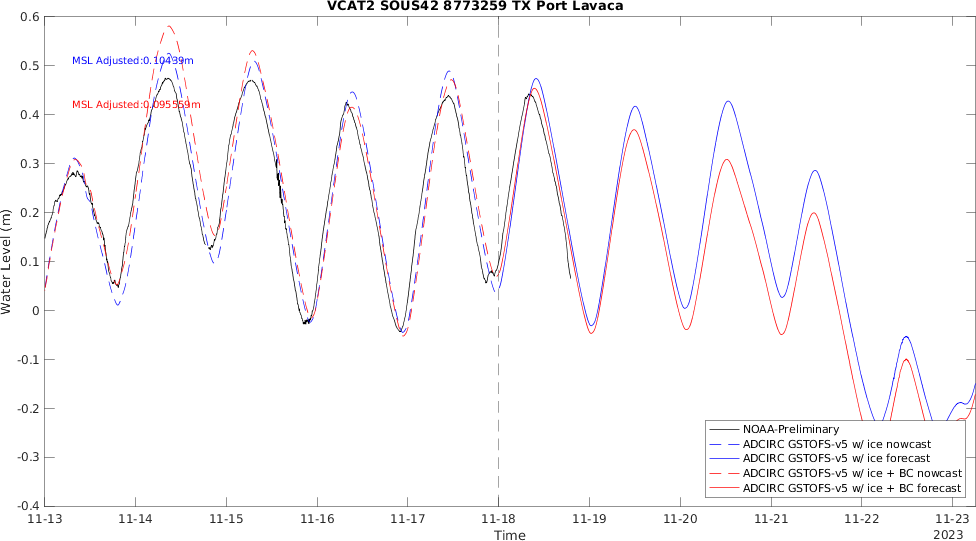 VCAT2 SOUS42 8773259 TX Port Lavaca
0.6
0.5
0.4
0.3
0.2
0.1
0
-0.1
-0.2
-0.3
-0.4
Water Level (m)
MSL Adjusted:0.10439m
MSL Adjusted:0.095559m
NOAA-Preliminary
ADCIRC GSTOFS-v5 w/ ice nowcast
ADCIRC GSTOFS-v5 w/ ice forecast
ADCIRC GSTOFS-v5 w/ ice + BC nowcast
ADCIRC GSTOFS-v5 w/ ice + BC forecast
11-13 11-14 11-15 11-16 11-17 11-18 11-19 11-20 11-21 11-22 11-23
Time 2023